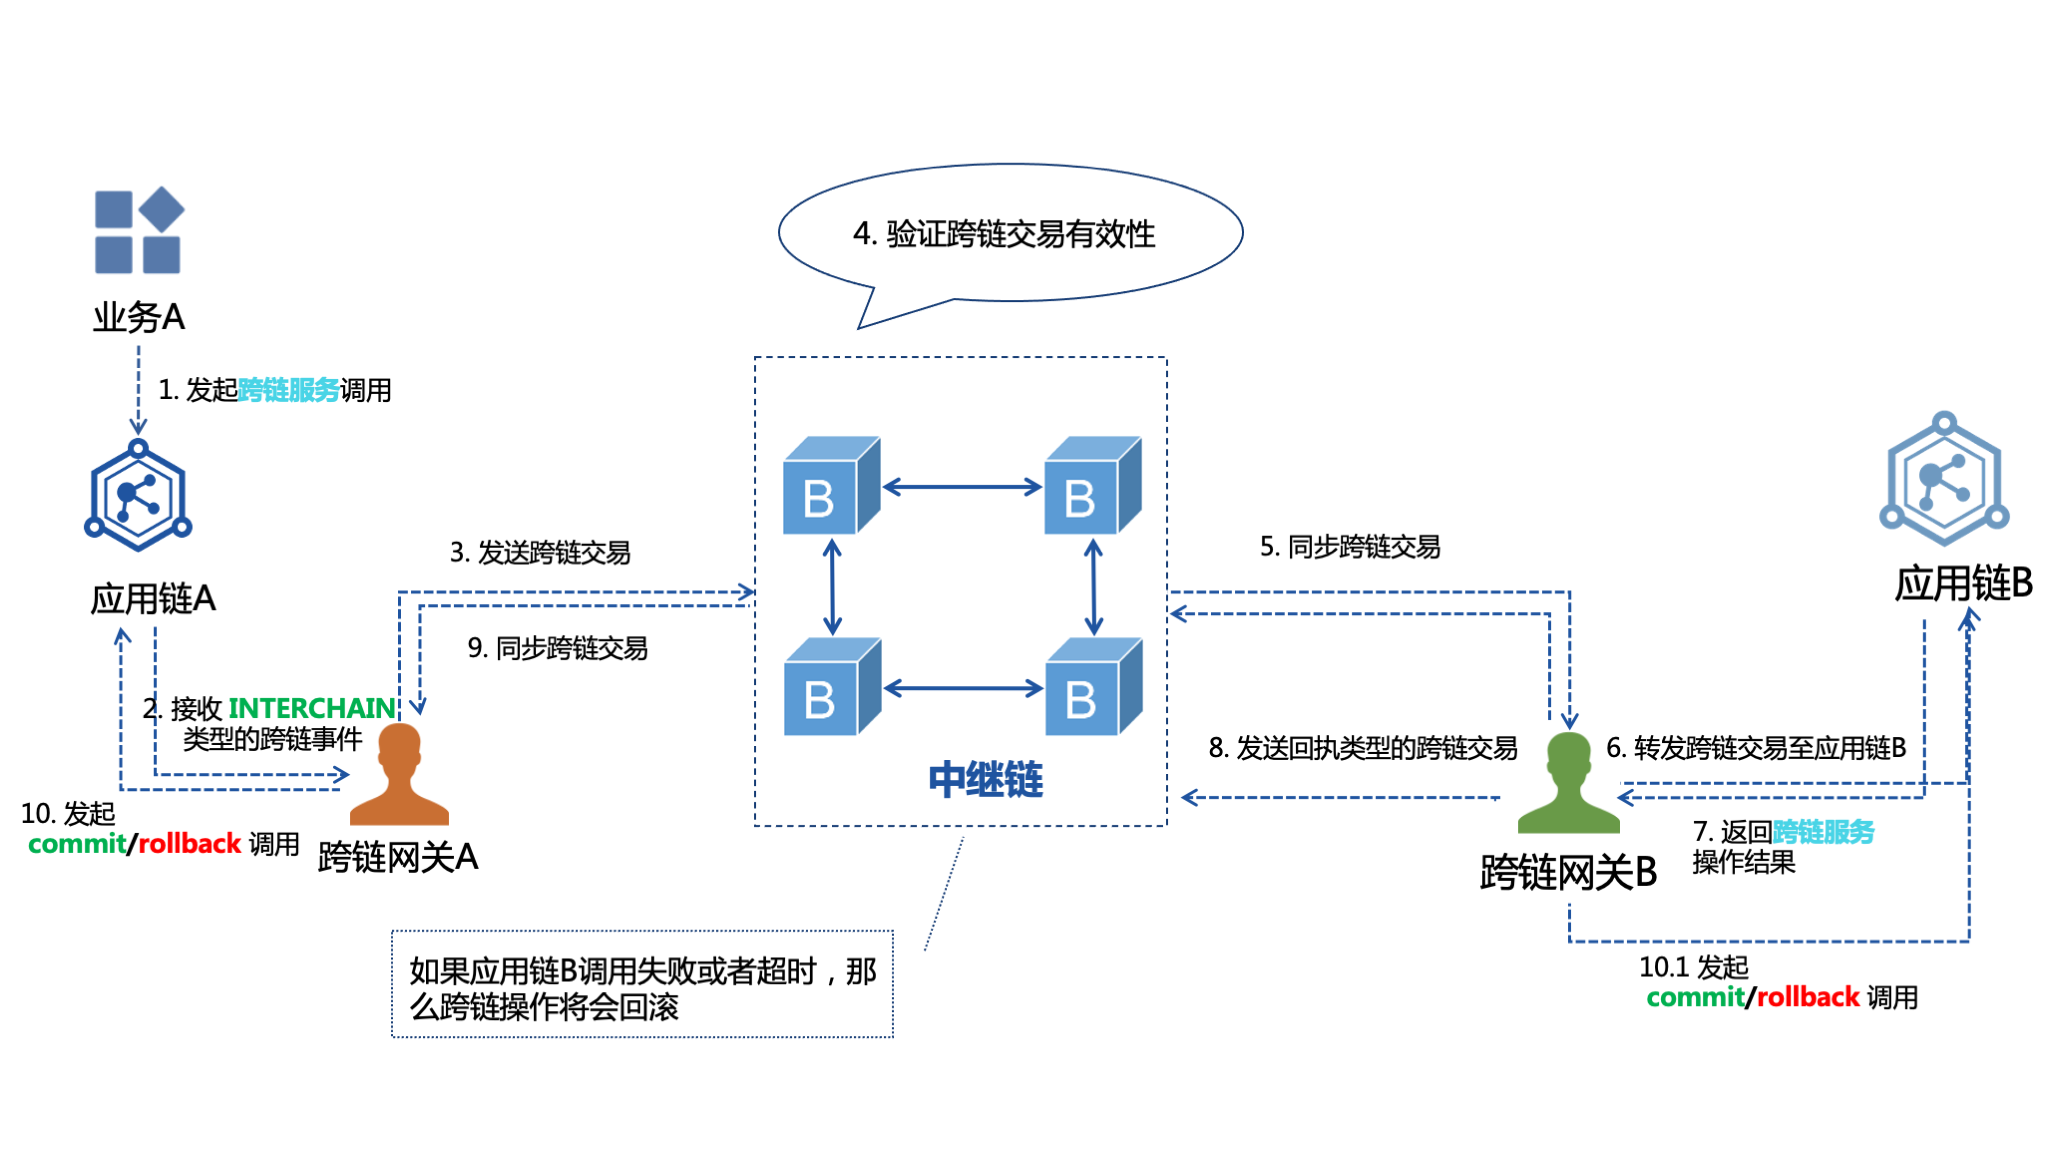 4. 验证跨链交易有效性
业务A
1. 发起跨链服务调用
应用链A
3. 发送跨链交易
9. 同步跨链交易
2. 接收 INTERCHAIN
类型的跨链事件
10. 发起
commit/rollback 调用
跨链网关A
B
B
B
B
中继链
如果应用链B调用失败或者超时，那
么跨链操作将会回滚
5. 同步跨链交易
应用链B
8. 发送回执类型的跨链交易
6. 转发跨链交易至应用链B
7. 返回跨链服务
操作结果
跨链网关B
10.1 发起
commit/rollback 调用